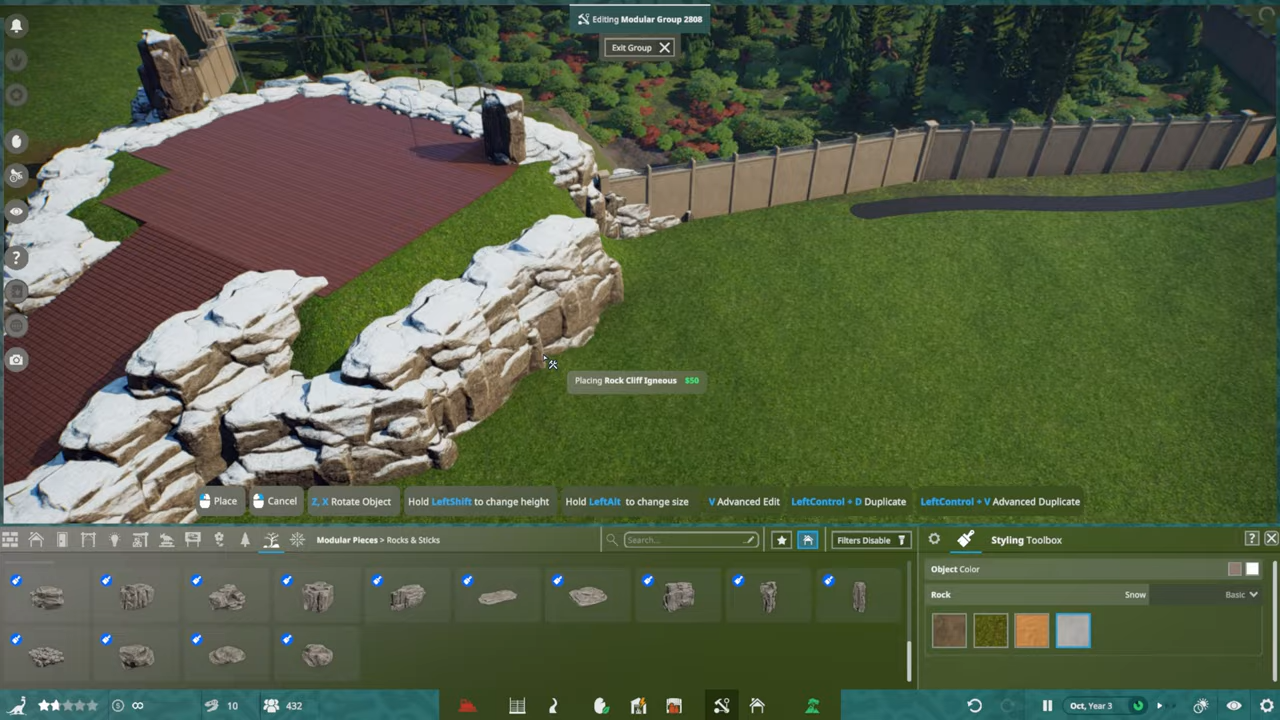 Editing Modular Group 2808
Exit Group
Placing Rock Cliff Igneous $50
Place
Cancel
Z, X Rotate Object
Hold LeftShift to change height
Hold LeftAlt to change size
V Advanced Edit
LeftControl + D Duplicate
LeftControl + V Advanced Duplicate
Modular Pieces > Rocks & Sticks
Search...
Filters Disable
Styling Toolbox
?
Object Color
Rock Snow Basic
10
432
Oct, Year 3